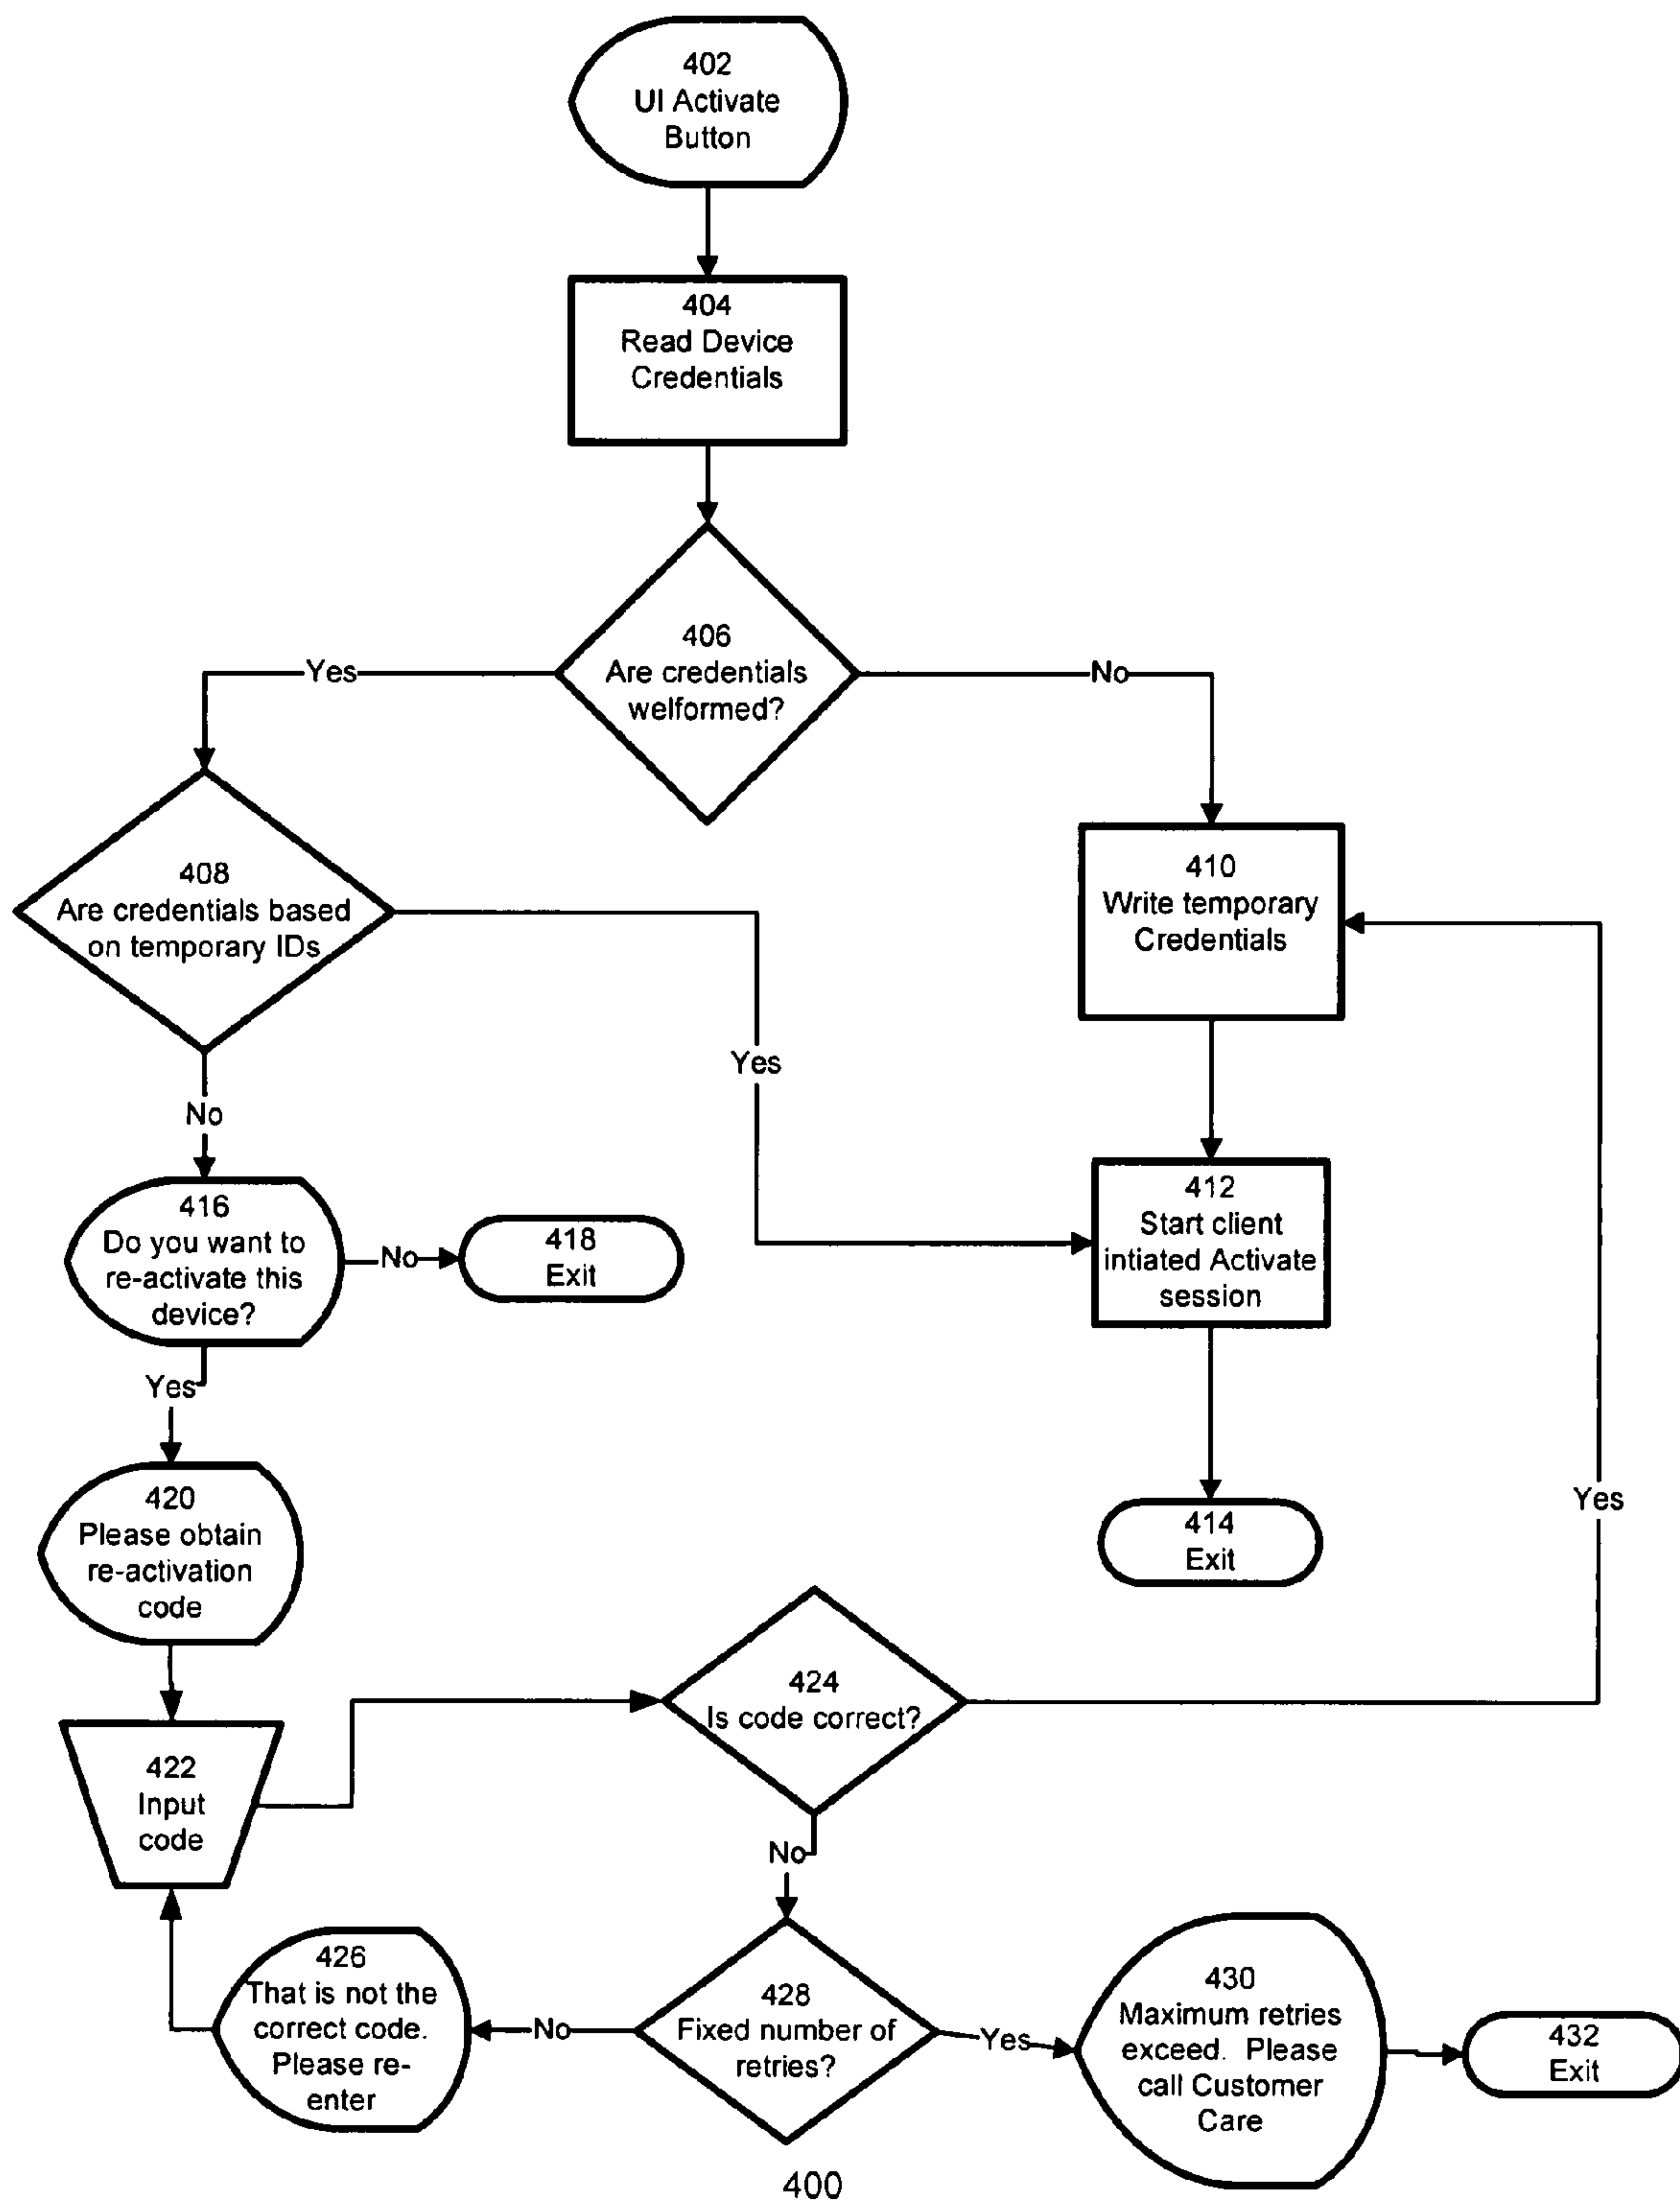 402
UI Activate
Button
404
Read Device
Credentials
406
Are credentials
welformed?
Yes
No
408
Are credentials based
on temporary IDs
410
Write temporary
Credentials
Yes
No
416
Do you want to
re-activate this
device?
No
418
Exit
412
Start client
intiated Activate
session
Yes
420
Please obtain
re-activation
code
414
Exit
Yes
424
Is code correct?
422
Input
code
No
426
That is not the
correct code.
Please re-
enter
No
428
Fixed number of
retries?
Yes
430
Maximum retries
exceed. Please
call Customer
Care
432
Exit
400